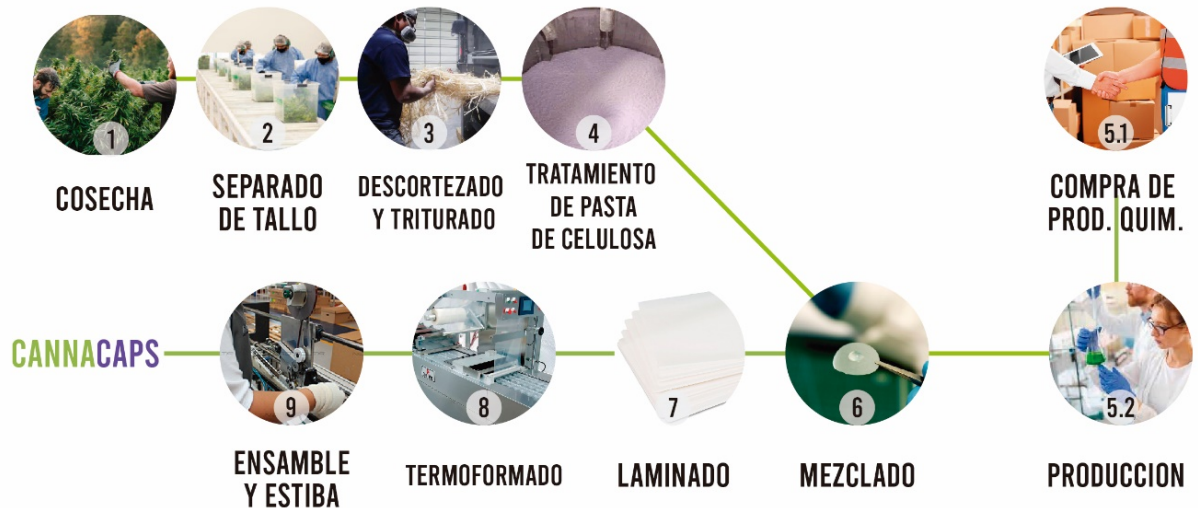 1
2
3
4
5.1
COSECHA
SEPARADO
DE TALLO
DESCORTEZADO
Y TRITURADO
TRATAMIENTO
DE PASTA
DE CELULOSA
COMPRA DE
PROD. QUIM.
CANNACAPS
9
8
7
6
5.2
ENSAMBLE
Y ESTIBA
TERMOFORMADO
LAMINADO
MEZCLADO
PRODUCCION